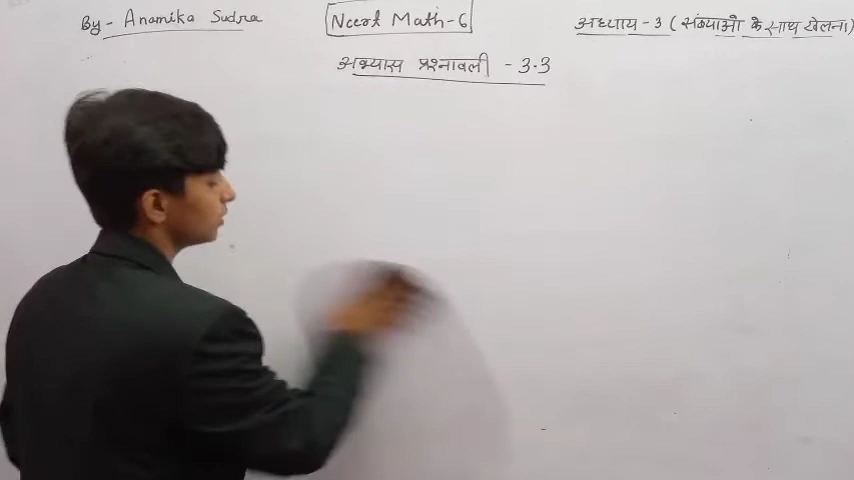 By- Anamika Sudra
Ncert Math-6
अध्याय - 3 ( संख्याओ के साथ खेलना)
अभ्यास प्रश्नावली - 3.3